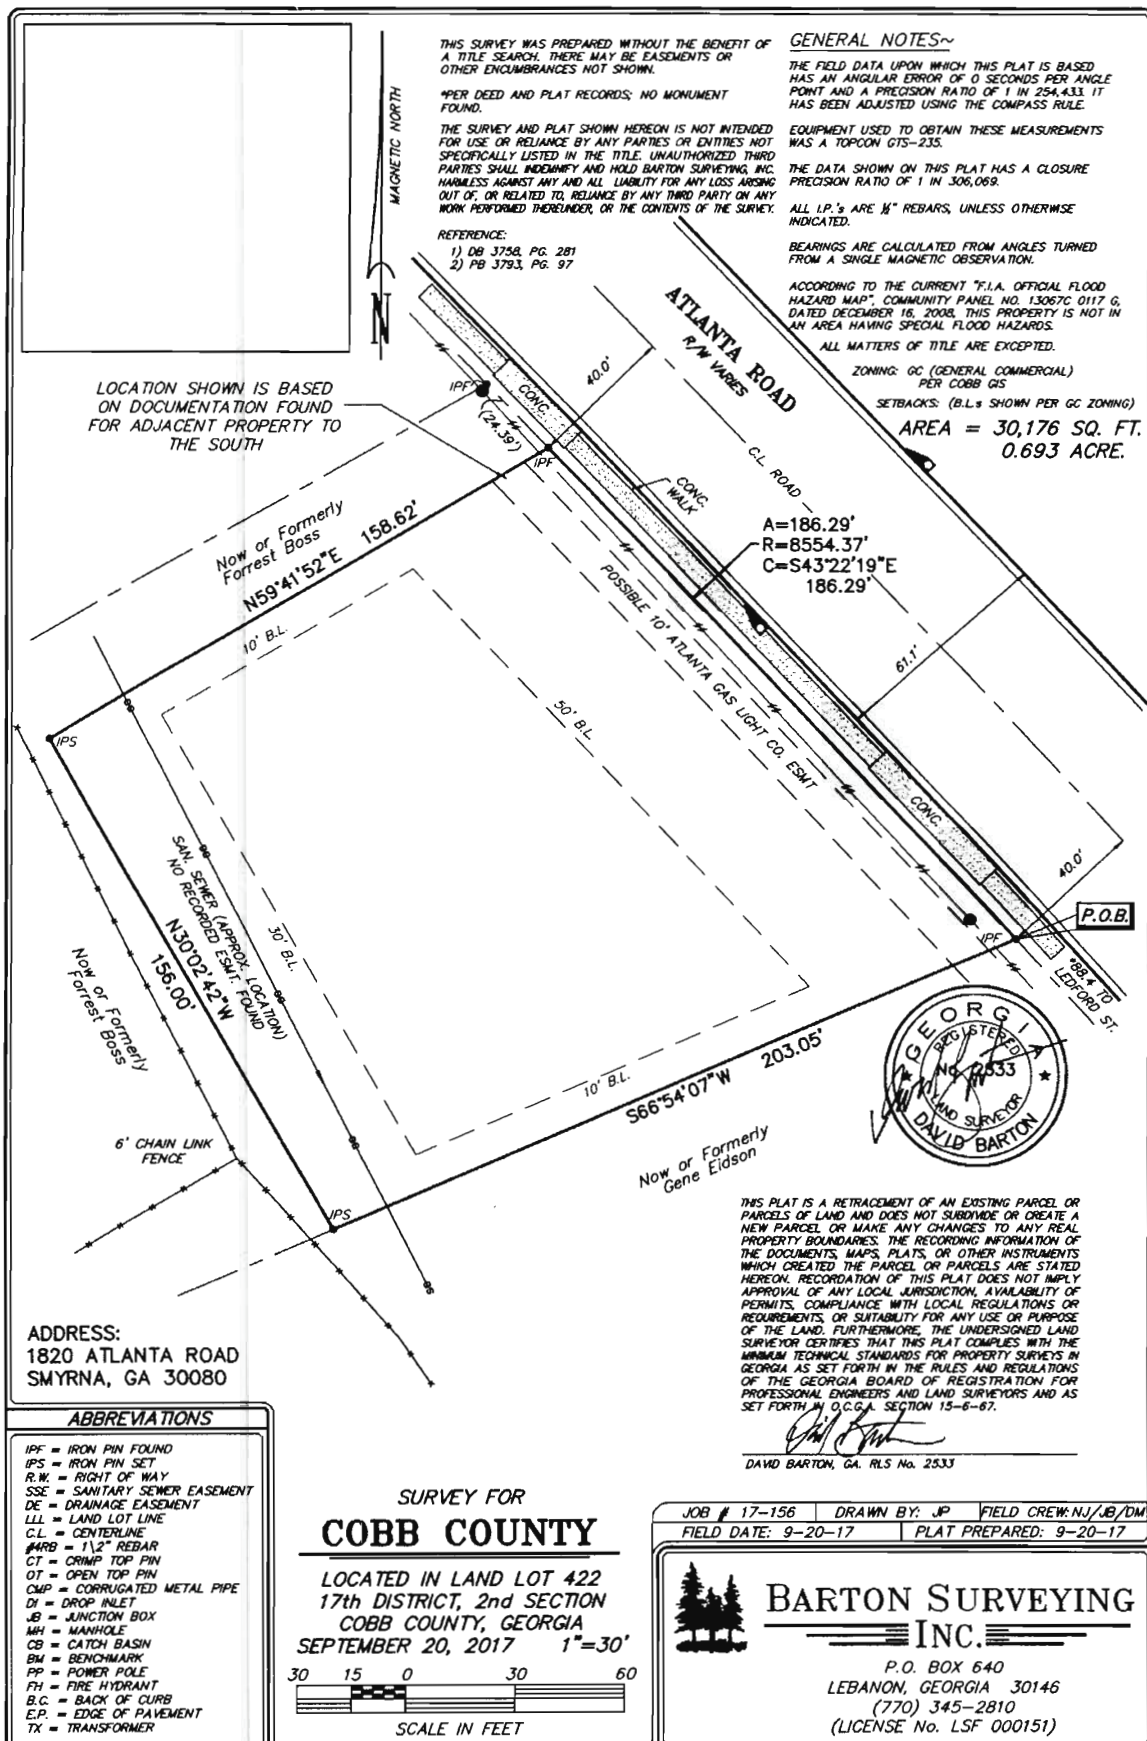 THIS SURVEY WAS PREPARED WITHOUT THE BENEFIT OF
A TITLE SEARCH. THERE MAY BE EASEMENTS OR
OTHER ENCUMBRANCES NOT SHOWN.
*PER DEED AND PLAT RECORDS; NO MONUMENT
FOUND.
THE SURVEY AND PLAT SHOWN HEREON IS NOT INTENDED
FOR USE OR RELIANCE BY ANY PARTIES OR ENTITIES NOT
SPECIFICALLY LISTED IN THE TITLE. UNAUTHORIZED THIRD
PARTIES SHALL INDEMNIFY AND HOLD BARTON SURVEYING, INC.
HARMLESS AGAINST ANY AND ALL LIABILITY FOR ANY LOSS ARISING
OUT OF, OR RELATED TO, RELIANCE BY ANY THIRD PARTY ON ANY
WORK PERFORMED THEREUNDER, OR THE CONTENTS OF THE SURVEY.
REFERENCE:
1) DB 3758, PG. 281
2) PB 3793, PG. 97
GENERAL NOTES~
THE FIELD DATA UPON WHICH THIS PLAT IS BASED
HAS AN ANGULAR ERROR OF 0 SECONDS PER ANGLE
POINT AND A PRECISION RATIO OF 1 IN 254,433. IT
HAS BEEN ADJUSTED USING THE COMPASS RULE.
EQUIPMENT USED TO OBTAIN THESE MEASUREMENTS
WAS A TOPCON GTS-235.
THE DATA SHOWN ON THIS PLAT HAS A CLOSURE
PRECISION RATIO OF 1 IN 306,069.
ALL I.P.'s ARE ½" REBARS, UNLESS OTHERWISE
INDICATED.
BEARINGS ARE CALCULATED FROM ANGLES TURNED
FROM A SINGLE MAGNETIC OBSERVATION.
ACCORDING TO THE CURRENT "F.I.A. OFFICIAL FLOOD
HAZARD MAP", COMMUNITY PANEL NO. 13067C 0117 G,
DATED DECEMBER 16, 2008, THIS PROPERTY IS NOT IN
AN AREA HAVING SPECIAL FLOOD HAZARDS.
ALL MATTERS OF TITLE ARE EXCEPTED.
ZONING: GC (GENERAL COMMERCIAL)
PER COBB GIS
SETBACKS: (B.L.s SHOWN PER GC ZONING)
AREA = 30,176 SQ. FT.
0.693 ACRE.
MAGNETIC NORTH
N
LOCATION SHOWN IS BASED
ON DOCUMENTATION FOUND
FOR ADJACENT PROPERTY TO
THE SOUTH
IPF
(24.39')
CONC.
IPF
40.0'
ATLANTA ROAD
R/W VARIES
C.L. ROAD
CONC.
WALK
A=186.29'
R=8554.37'
C=S43°22'19"E
186.29'
Now or Formerly
Forrest Boss
N59°41'52"E 158.62'
10' B.L.
POSSIBLE 10' ATLANTA GAS LIGHT CO. ESMT
50' B.L.
61.1'
CONC.
40.0'
P.O.B.
IPF
*88.4 TO
LEDFORD ST.
IPS
SAN. SEWER (APPROX. LOCATION)
NO RECORDED ESMT. FOUND
30' B.L.
N30°02'42"W
156.00'
Now or Formerly
Forrest Boss
10' B.L.
S66°54'07"W 203.05'
Now or Formerly
Gene Eidson
6' CHAIN LINK
FENCE
IPS
GEORGIA
REGISTERED
No. 2533
LAND SURVEYOR
DAVID BARTON
THIS PLAT IS A RETRACEMENT OF AN EXISTING PARCEL OR
PARCELS OF LAND AND DOES NOT SUBDIVIDE OR CREATE A
NEW PARCEL OR MAKE ANY CHANGES TO ANY REAL
PROPERTY BOUNDARIES. THE RECORDING INFORMATION OF
THE DOCUMENTS, MAPS, PLATS, OR OTHER INSTRUMENTS
WHICH CREATED THE PARCEL OR PARCELS ARE STATED
HEREON. RECORDATION OF THIS PLAT DOES NOT IMPLY
APPROVAL OF ANY LOCAL JURISDICTION, AVAILABILITY OF
PERMITS, COMPLIANCE WITH LOCAL REGULATIONS OR
REQUIREMENTS, OR SUITABILITY FOR ANY USE OR PURPOSE
OF THE LAND. FURTHERMORE, THE UNDERSIGNED LAND
SURVEYOR CERTIFIES THAT THIS PLAT COMPLIES WITH THE
MINIMUM TECHNICAL STANDARDS FOR PROPERTY SURVEYS IN
GEORGIA AS SET FORTH IN THE RULES AND REGULATIONS
OF THE GEORGIA BOARD OF REGISTRATION FOR
PROFESSIONAL ENGINEERS AND LAND SURVEYORS AND AS
SET FORTH IN O.C.G.A. SECTION 15-6-67.
DAVID BARTON, GA. RLS No. 2533
ADDRESS:
1820 ATLANTA ROAD
SMYRNA, GA 30080
ABBREVIATIONS
IPF = IRON PIN FOUND
IPS = IRON PIN SET
R.W. = RIGHT OF WAY
SSE = SANITARY SEWER EASEMENT
DE = DRAINAGE EASEMENT
LLL = LAND LOT LINE
C.L. = CENTERLINE
#4RB = 1\2" REBAR
CT = CRIMP TOP PIN
OT = OPEN TOP PIN
CMP = CORRUGATED METAL PIPE
DI = DROP INLET
JB = JUNCTION BOX
MH = MANHOLE
CB = CATCH BASIN
BM = BENCHMARK
PP = POWER POLE
FH = FIRE HYDRANT
B.C. = BACK OF CURB
E.P. = EDGE OF PAVEMENT
TX = TRANSFORMER
SURVEY FOR
COBB COUNTY
LOCATED IN LAND LOT 422
17th DISTRICT, 2nd SECTION
COBB COUNTY, GEORGIA
SEPTEMBER 20, 2017 1"=30'
30 15 0 30 60
SCALE IN FEET
JOB # 17-156 DRAWN BY: JP FIELD CREW: NJ/JB/DM
FIELD DATE: 9-20-17 PLAT PREPARED: 9-20-17
BARTON SURVEYING
INC.
P.O. BOX 640
LEBANON, GEORGIA 30146
(770) 345-2810
(LICENSE No. LSF 000151)